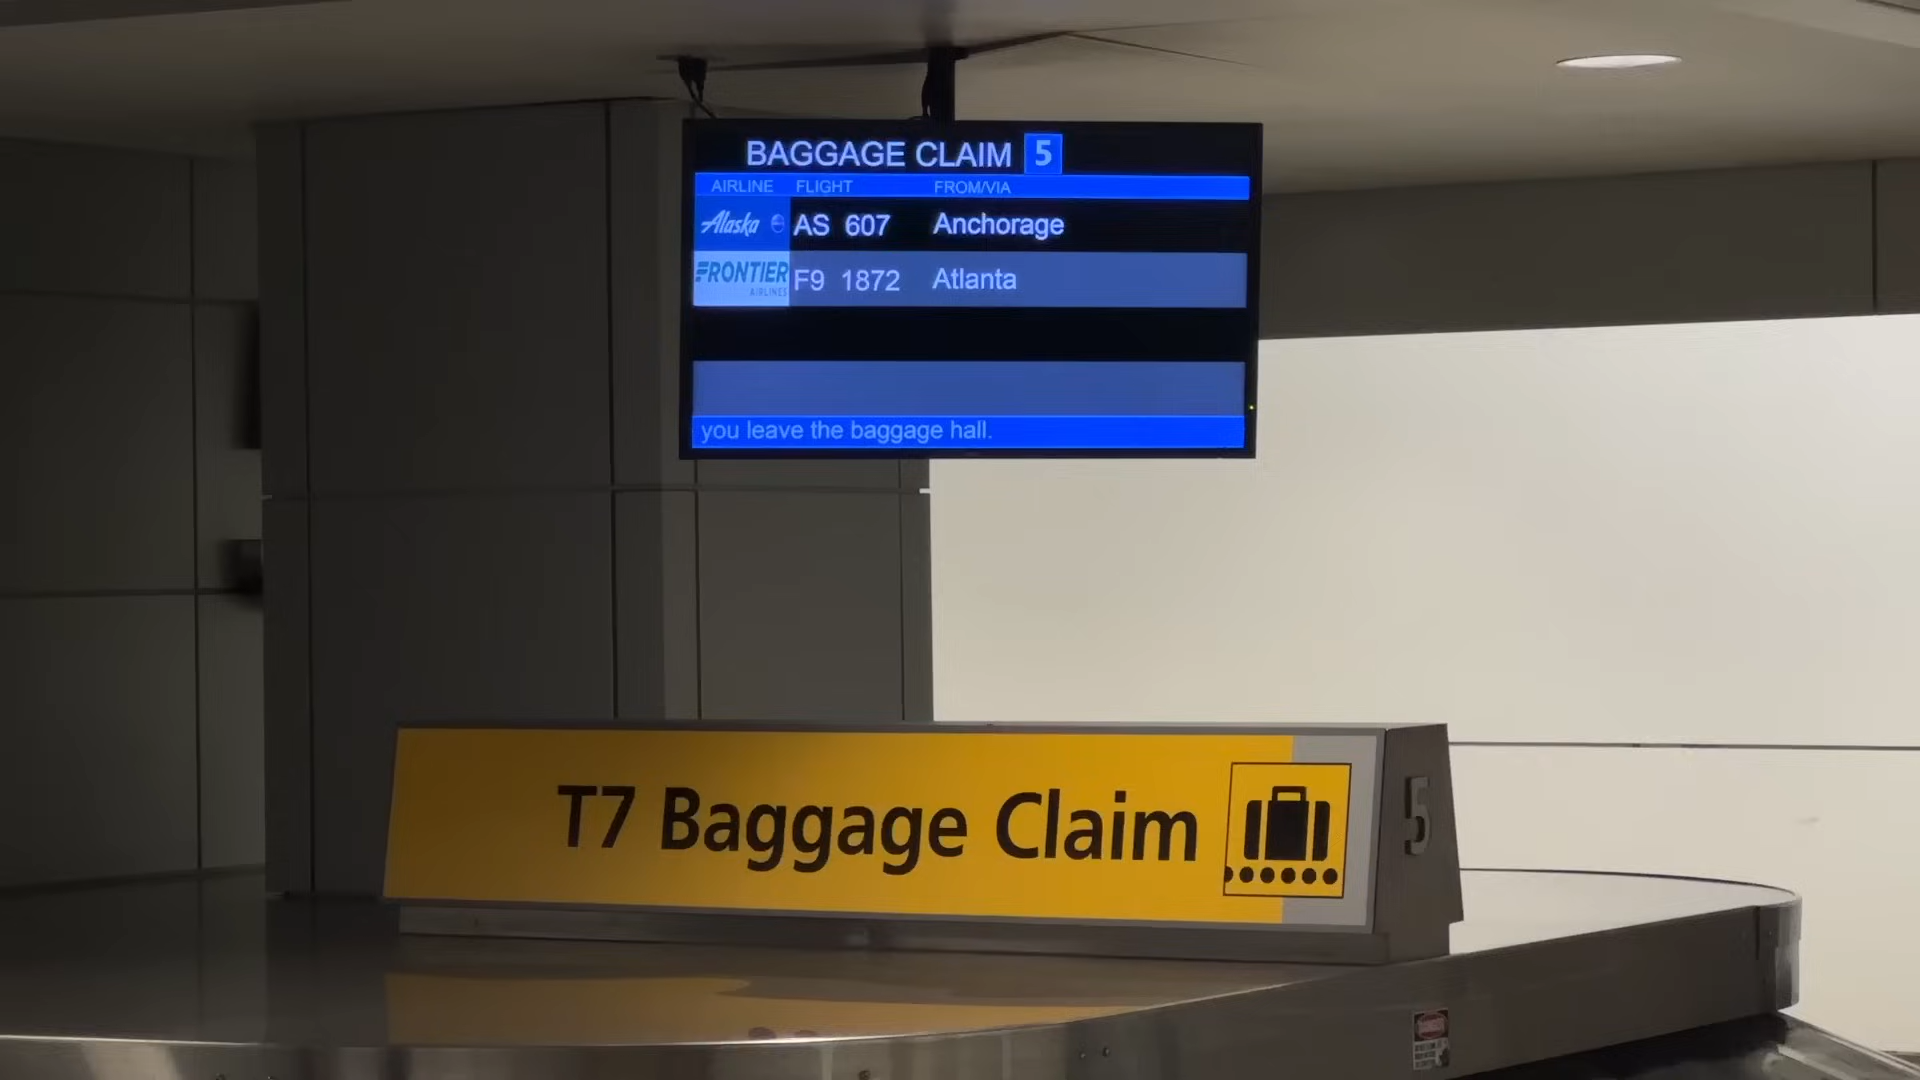 BAGGAGE CLAIM 5
AIRLINE FLIGHT FROM/VIA
Alaska AS 607 Anchorage
FRONTIER AIRLINES F9 1872 Atlanta
you leave the baggage hall.
T7 Baggage Claim
5